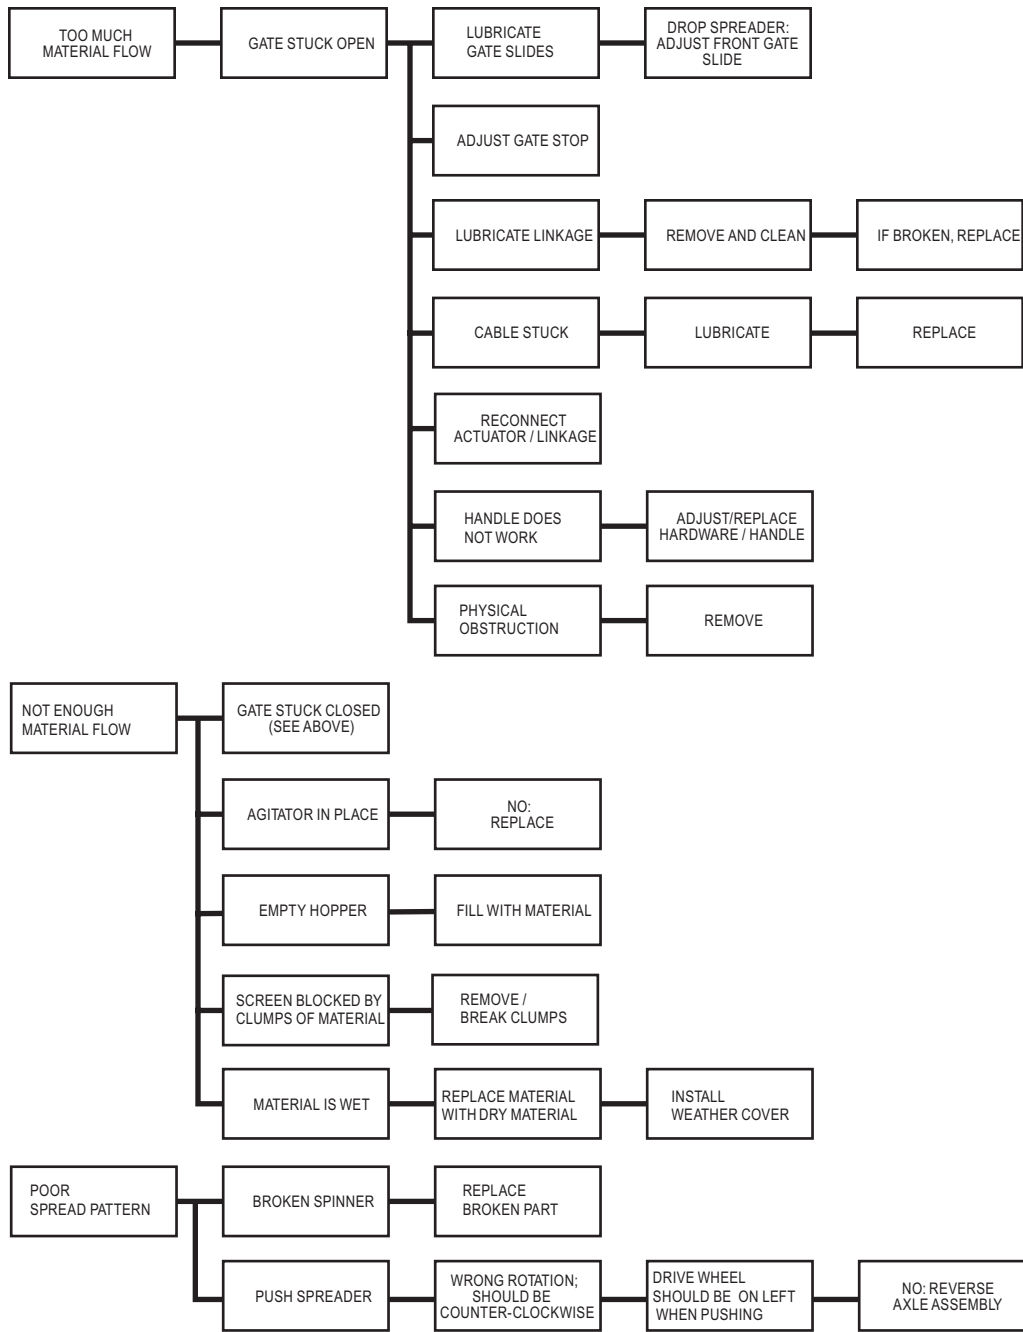 TOO MUCH
MATERIAL FLOW
GATE STUCK OPEN
LUBRICATE
GATE SLIDES
DROP SPREADER:
ADJUST FRONT GATE
SLIDE
ADJUST GATE STOP
LUBRICATE LINKAGE
REMOVE AND CLEAN
IF BROKEN, REPLACE
CABLE STUCK
LUBRICATE
REPLACE
RECONNECT
ACTUATOR / LINKAGE
HANDLE DOES
NOT WORK
ADJUST/REPLACE
HARDWARE / HANDLE
PHYSICAL
OBSTRUCTION
REMOVE
NOT ENOUGH
MATERIAL FLOW
GATE STUCK CLOSED
(SEE ABOVE)
AGITATOR IN PLACE
NO:
REPLACE
EMPTY HOPPER
FILL WITH MATERIAL
SCREEN BLOCKED BY
CLUMPS OF MATERIAL
REMOVE /
BREAK CLUMPS
MATERIAL IS WET
REPLACE MATERIAL
WITH DRY MATERIAL
INSTALL
WEATHER COVER
POOR
SPREAD PATTERN
BROKEN SPINNER
REPLACE
BROKEN PART
PUSH SPREADER
WRONG ROTATION;
SHOULD BE
COUNTER-CLOCKWISE
DRIVE WHEEL
SHOULD BE ON LEFT
WHEN PUSHING
NO: REVERSE
AXLE ASSEMBLY